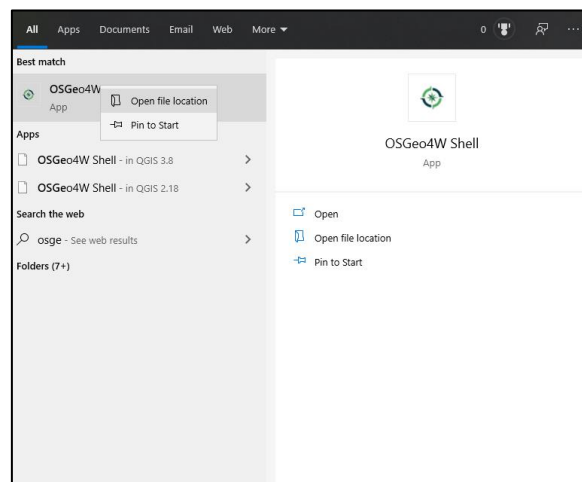 All Apps Documents Email Web More 0 ...
Best match
OSGeo4W
App
Open file location
Pin to Start
Apps
OSGeo4W Shell - in QGIS 3.8
OSGeo4W Shell - in QGIS 2.18
Search the web
osge - See web results
Folders (7+)
OSGeo4W Shell
App
Open
Open file location
Pin to Start